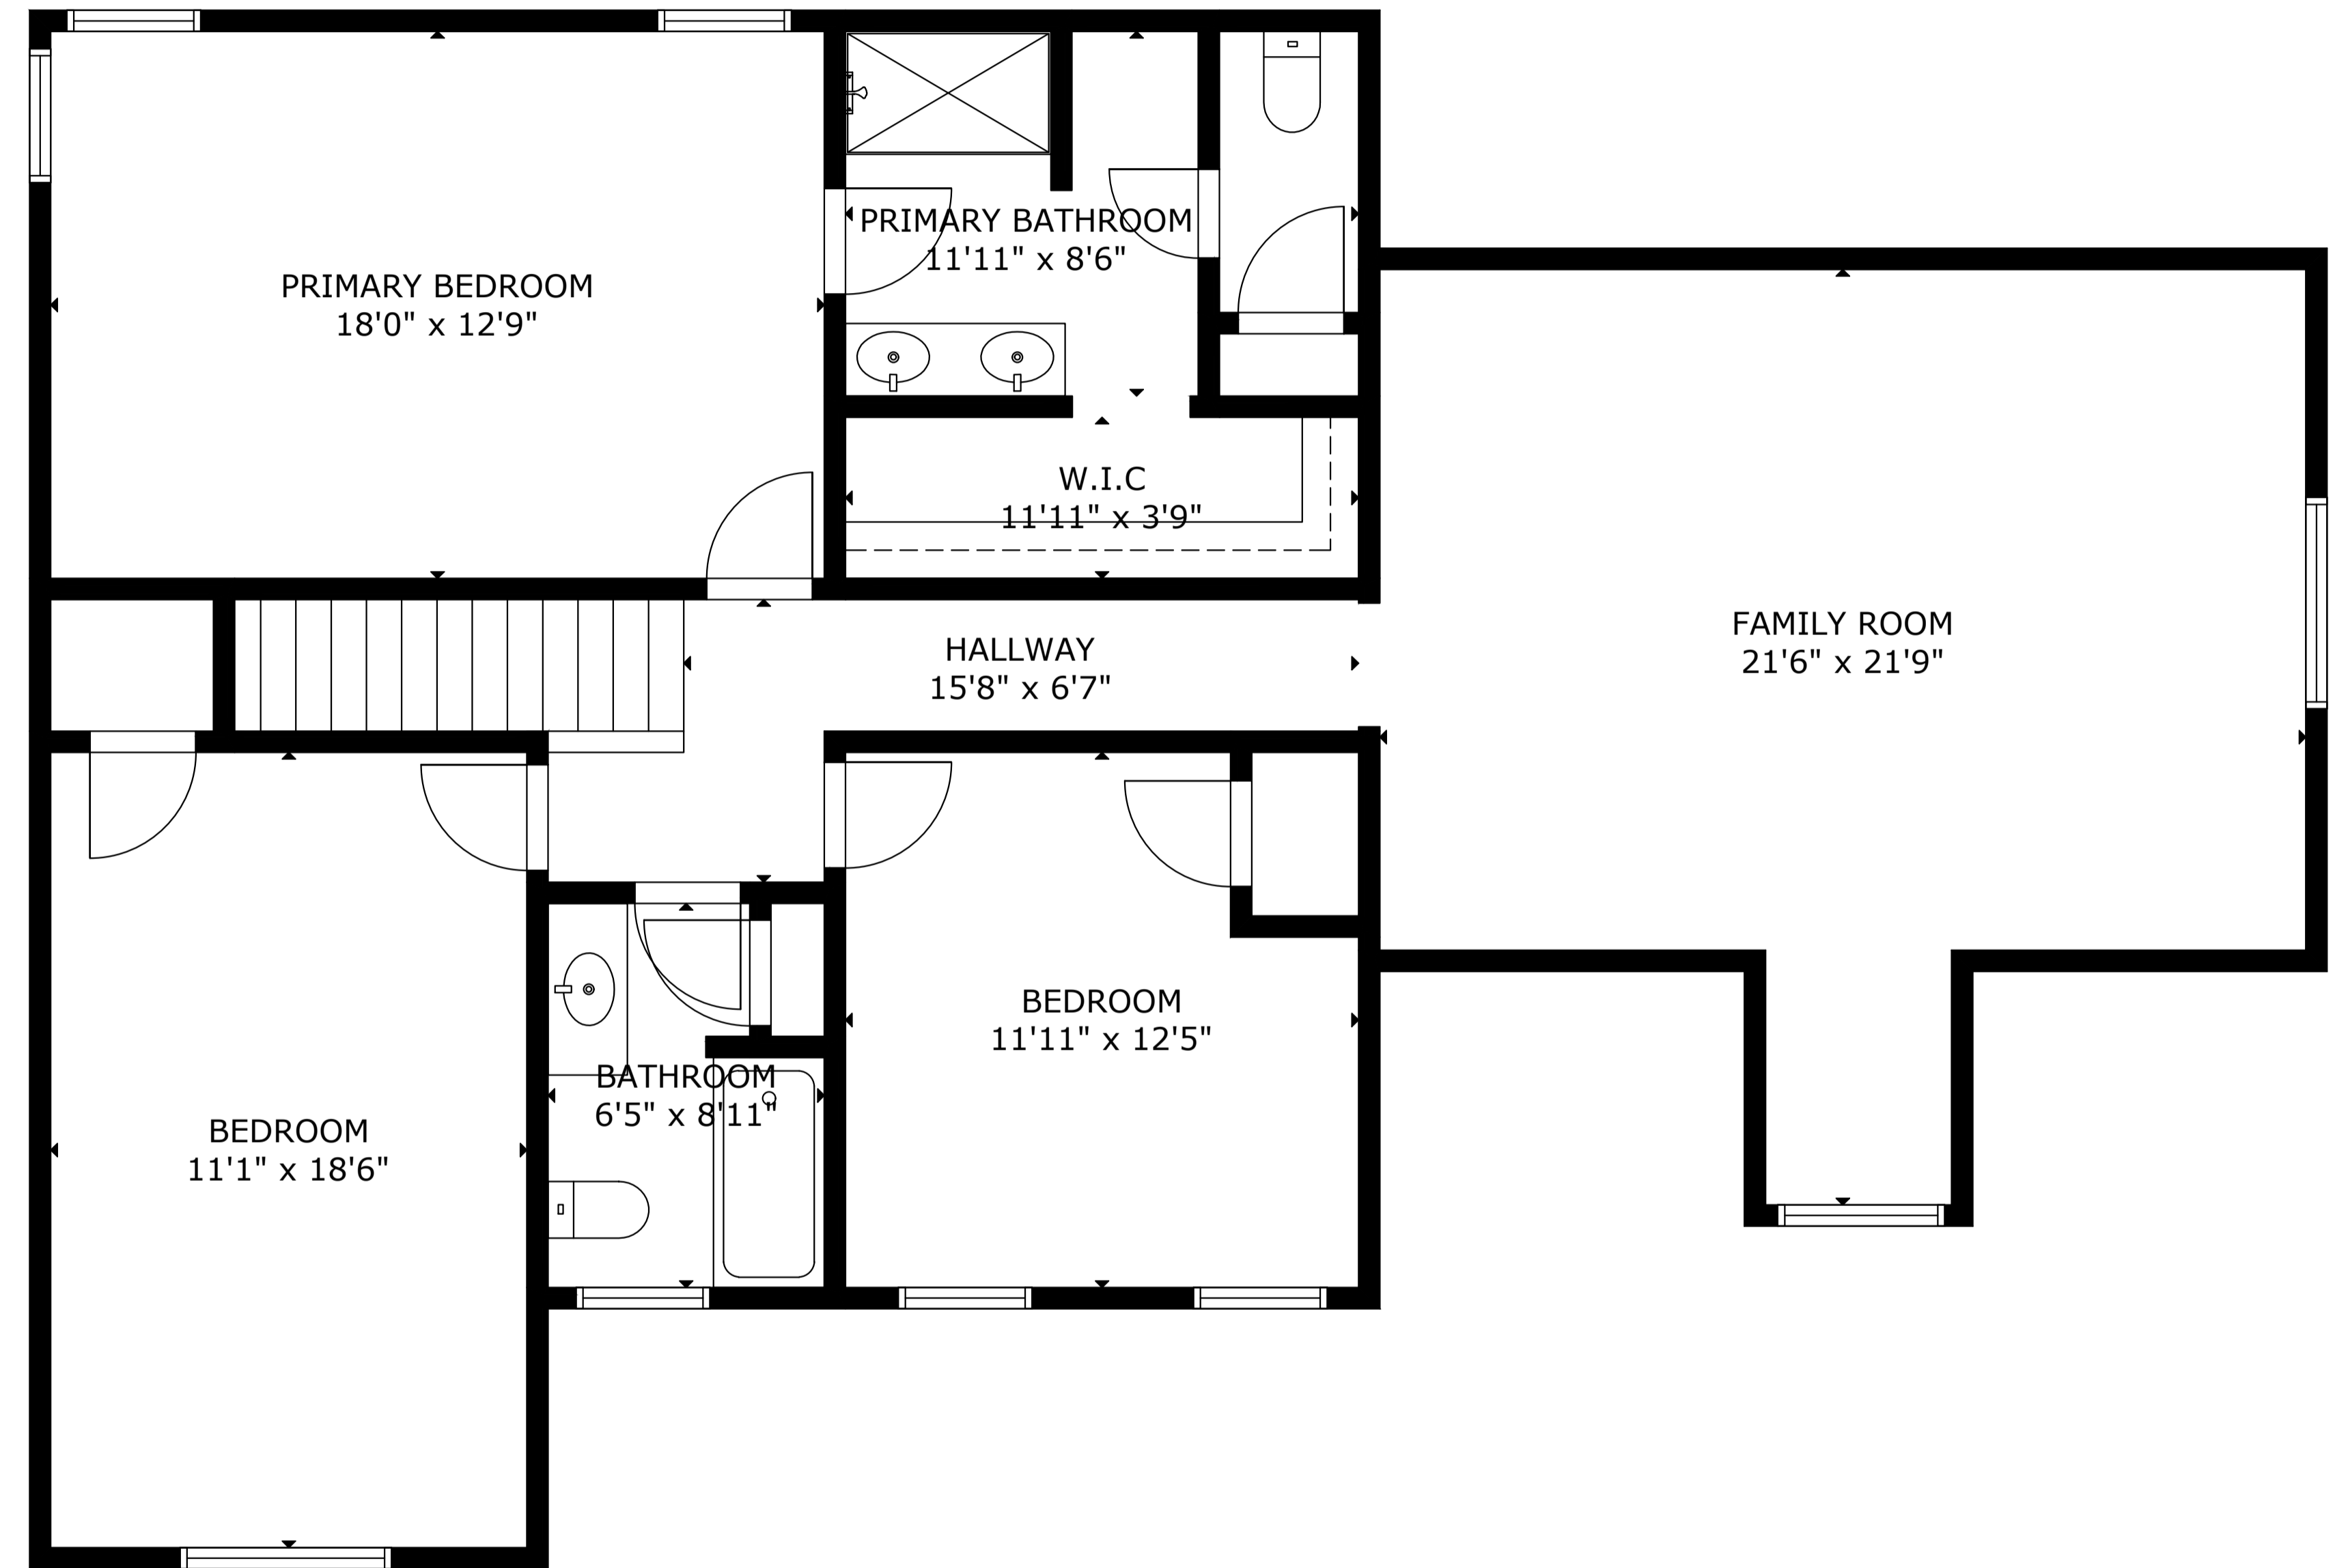 PRIMARY BATHROOM
11'11" x 8'6"
PRIMARY BEDROOM
18'0" x 12'9"
W.I.C
11'11" x 3'9"
HALLWAY
15'8" x 6'7"
FAMILY ROOM
21'6" x 21'9"
BEDROOM
11'11" x 12'5"
BATHROOM
6'5" x 8'11"
BEDROOM
11'1" x 18'6"